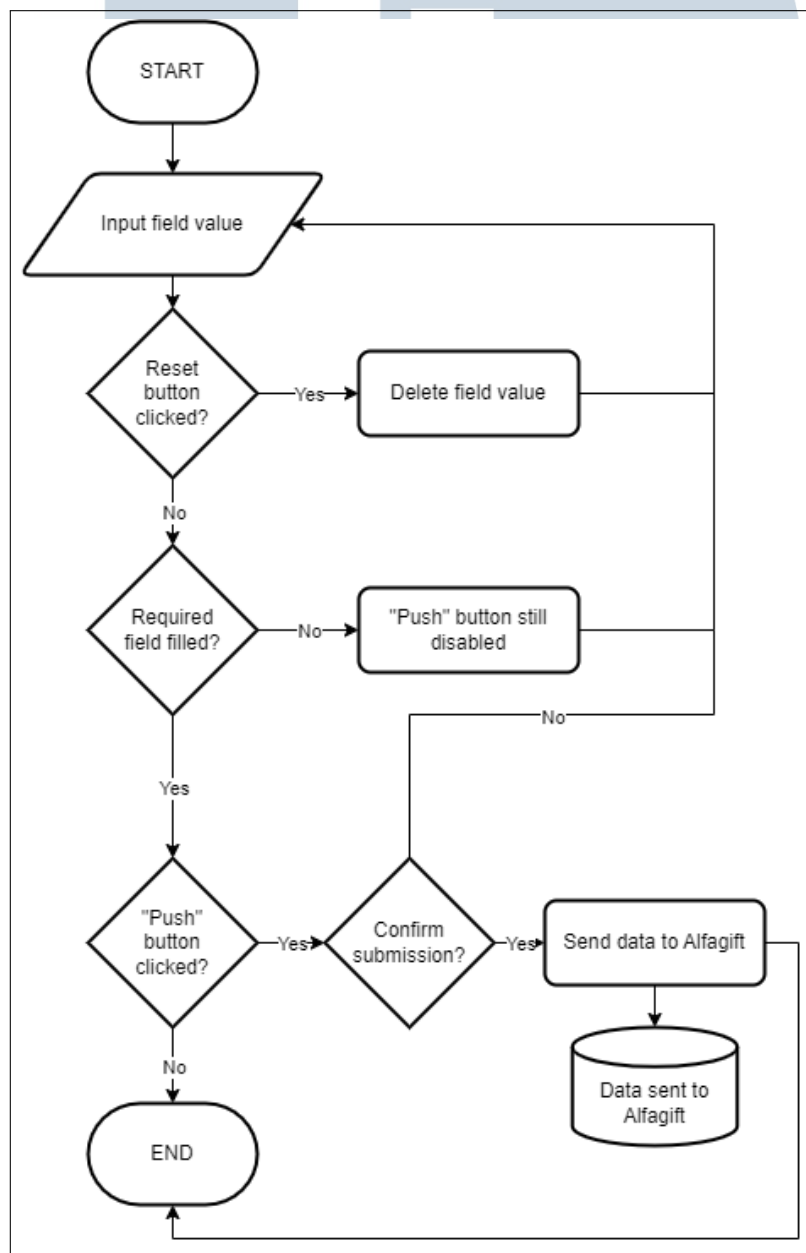 START
Input field value
Reset
button
clicked?
Yes
Delete field value
No
Required
field filled?
No
"Push" button still
disabled
No
Yes
"Push"
button
clicked?
Yes
Confirm
submission?
Yes
Send data to Alfagift
No
Data sent to
Alfagift
END